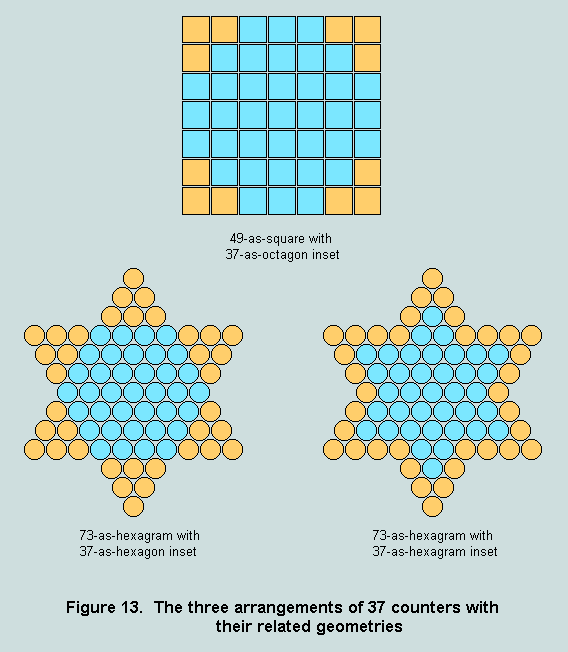 49-as-square with
37-as-octagon inset
73-as-hexagram with
37-as-hexagon inset
73-as-hexagram with
37-as-hexagram inset
Figure 13. The three arrangements of 37 counters with
their related geometries